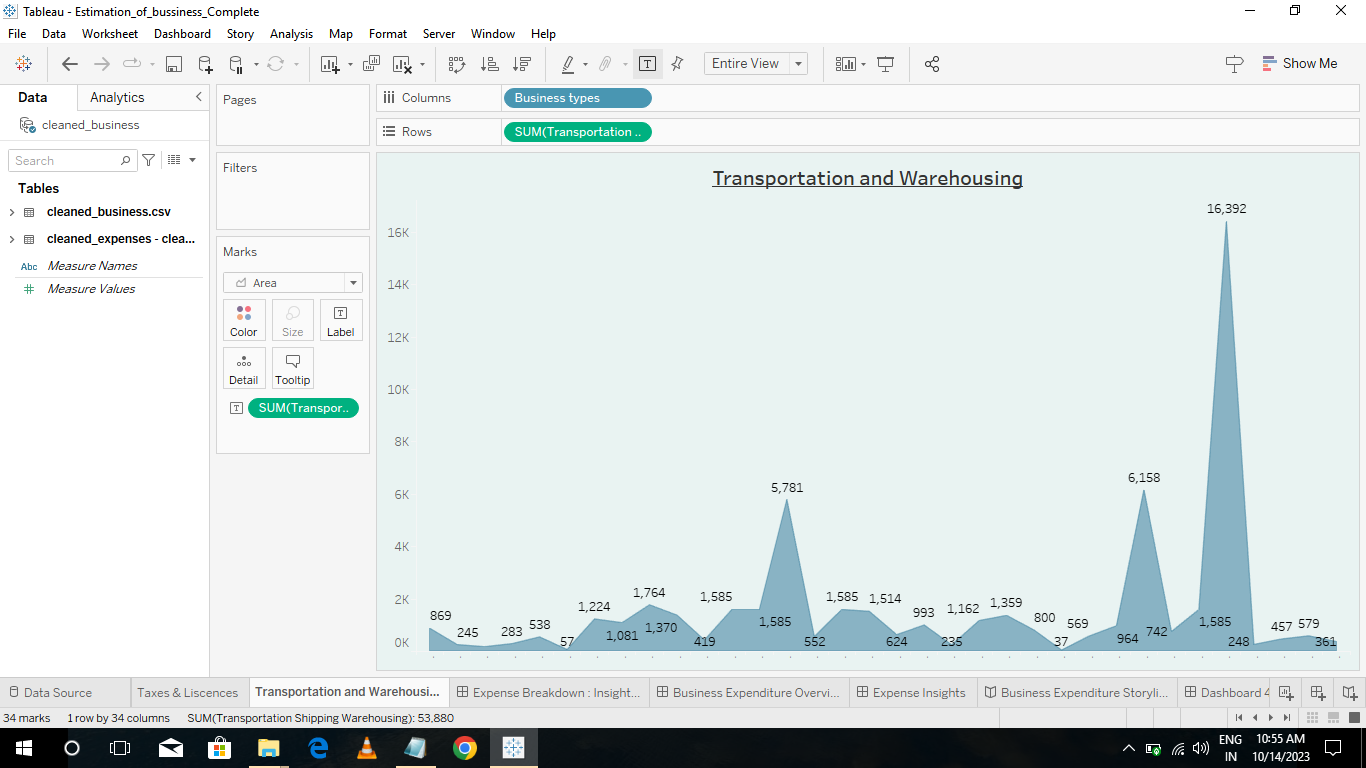 Tableau - Estimation_of_bussiness_Complete
File Data Worksheet Dashboard Story Analysis Map Format Server Window Help
Entire View
Show Me
Data Analytics
cleaned_business
Search
Tables
cleaned_business.csv
cleaned_expenses - clea...
Abc Measure Names
# Measure Values
Pages
Filters
Marks
Area
Color Size Label
Detail Tooltip
SUM(Transpor..
Columns Business types
Rows SUM(Transportation ..
Transportation and Warehousing
16K
14K
12K
10K
8K
6K
4K
2K
0K
869
245
283
538
57
1,224
1,081
1,764
1,370
419
1,585
1,585
5,781
552
1,585
1,514
624
993
235
1,162
1,359
800
37
569
964
6,158
742
1,585
16,392
248
457
579
361
Data Source Taxes & Liscences Transportation and Warehousi... Expense Breakdown : Insight... Business Expenditure Overvi... Expense Insights Business Expenditure Storyli... Dashboard 4
34 marks 1 row by 34 columns SUM(Transportation Shipping Warehousing): 53,880
ENG
IN
10:55 AM
10/14/2023